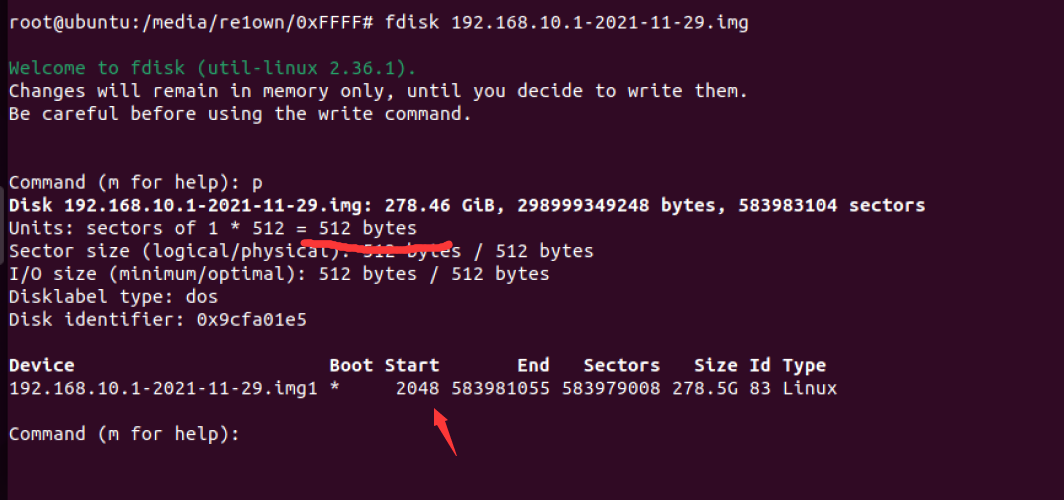 root@ubuntu:/media/re1own/0xFFFF# fdisk 192.168.10.1-2021-11-29.img
Welcome to fdisk (util-linux 2.36.1).
Changes will remain in memory only, until you decide to write them.
Be careful before using the write command.
Command (m for help): p
Disk 192.168.10.1-2021-11-29.img: 278.46 GiB, 298999349248 bytes, 583983104 sectors
Units: sectors of 1 * 512 = 512 bytes
Sector size (logical/physical): 512 bytes / 512 bytes
I/O size (minimum/optimal): 512 bytes / 512 bytes
Disklabel type: dos
Disk identifier: 0x9cfa01e5
Device Boot Start End Sectors Size Id Type
192.168.10.1-2021-11-29.img1 * 2048 583981055 583979008 278.5G 83 Linux
Command (m for help):